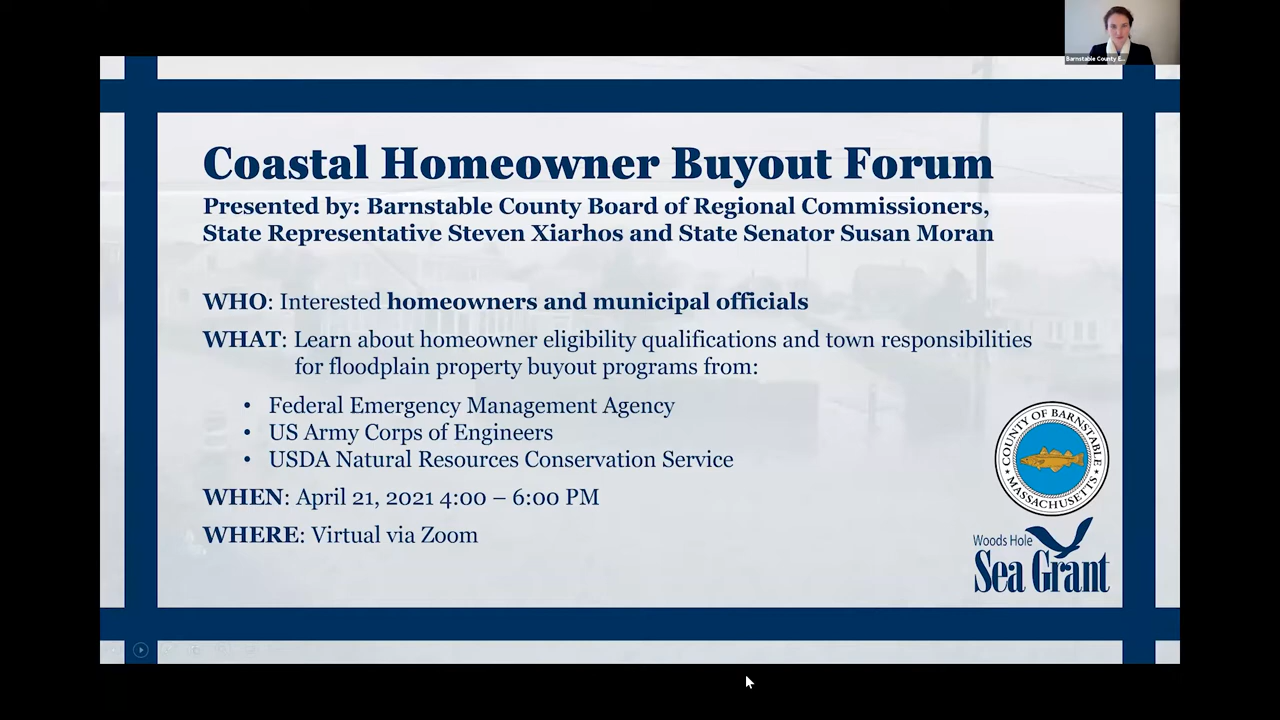 Barnstable County E...
Coastal Homeowner Buyout Forum
Presented by: Barnstable County Board of Regional Commissioners,
State Representative Steven Xiarhos and State Senator Susan Moran
WHO: Interested homeowners and municipal officials
WHAT: Learn about homeowner eligibility qualifications and town responsibilities
for floodplain property buyout programs from:
• Federal Emergency Management Agency
• US Army Corps of Engineers
• USDA Natural Resources Conservation Service
WHEN: April 21, 2021 4:00 – 6:00 PM
WHERE: Virtual via Zoom
COUNTY OF BARNSTABLE
MASSACHUSETTS
Woods Hole
Sea Grant